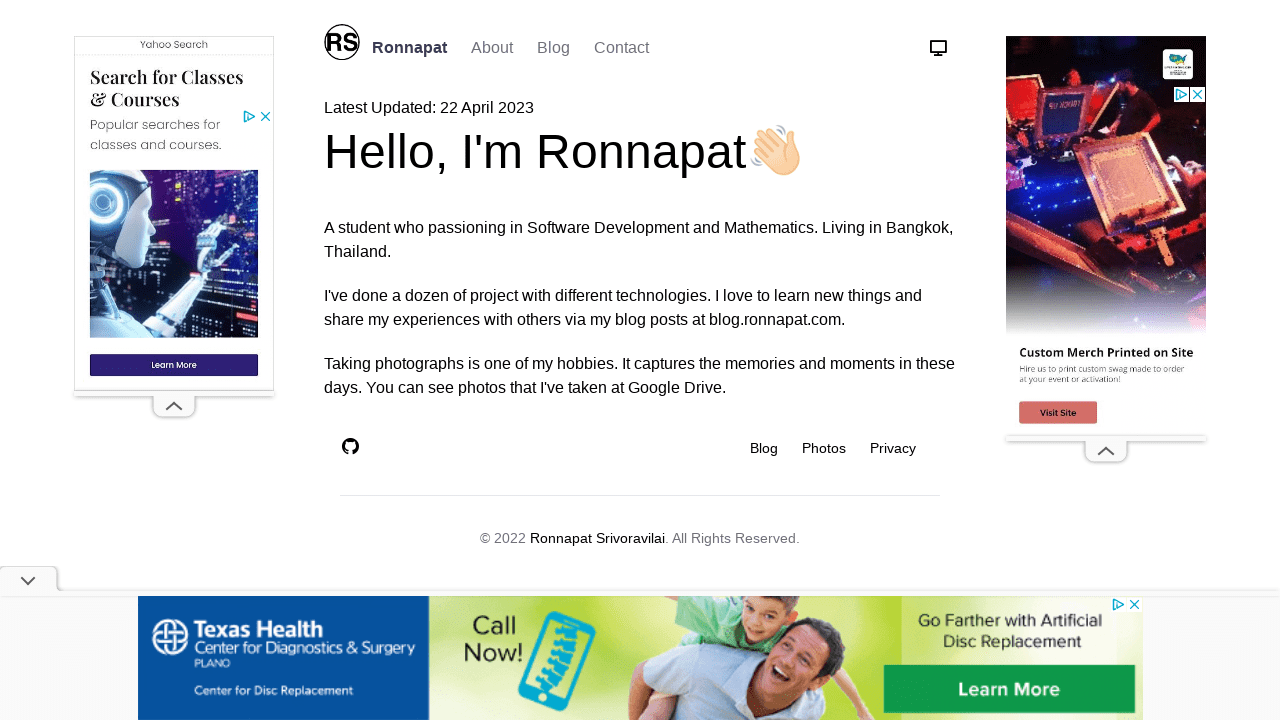 RS
Ronnapat
About
Blog
Contact
Latest Updated: 22 April 2023
Hello, I'm Ronnapat👋🏻
A student who passioning in Software Development and Mathematics. Living in Bangkok,
Thailand.
I've done a dozen of project with different technologies. I love to learn new things and
share my experiences with others via my blog posts at blog.ronnapat.com.
Taking photographs is one of my hobbies. It captures the memories and moments in these
days. You can see photos that I've taken at Google Drive.
Blog
Photos
Privacy
© 2022 Ronnapat Srivoravilai. All Rights Reserved.
Yahoo Search
Search for Classes
& Courses
Popular searches for
classes and courses.
Learn More
Custom Merch Printed on Site
Hire us to print custom swag made to order
at your event or activation!
Visit Site
Texas Health
Center for Diagnostics & Surgery
PLANO
Center for Disc Replacement
Call
Now!
Go Farther with Artificial
Disc Replacement
Learn More